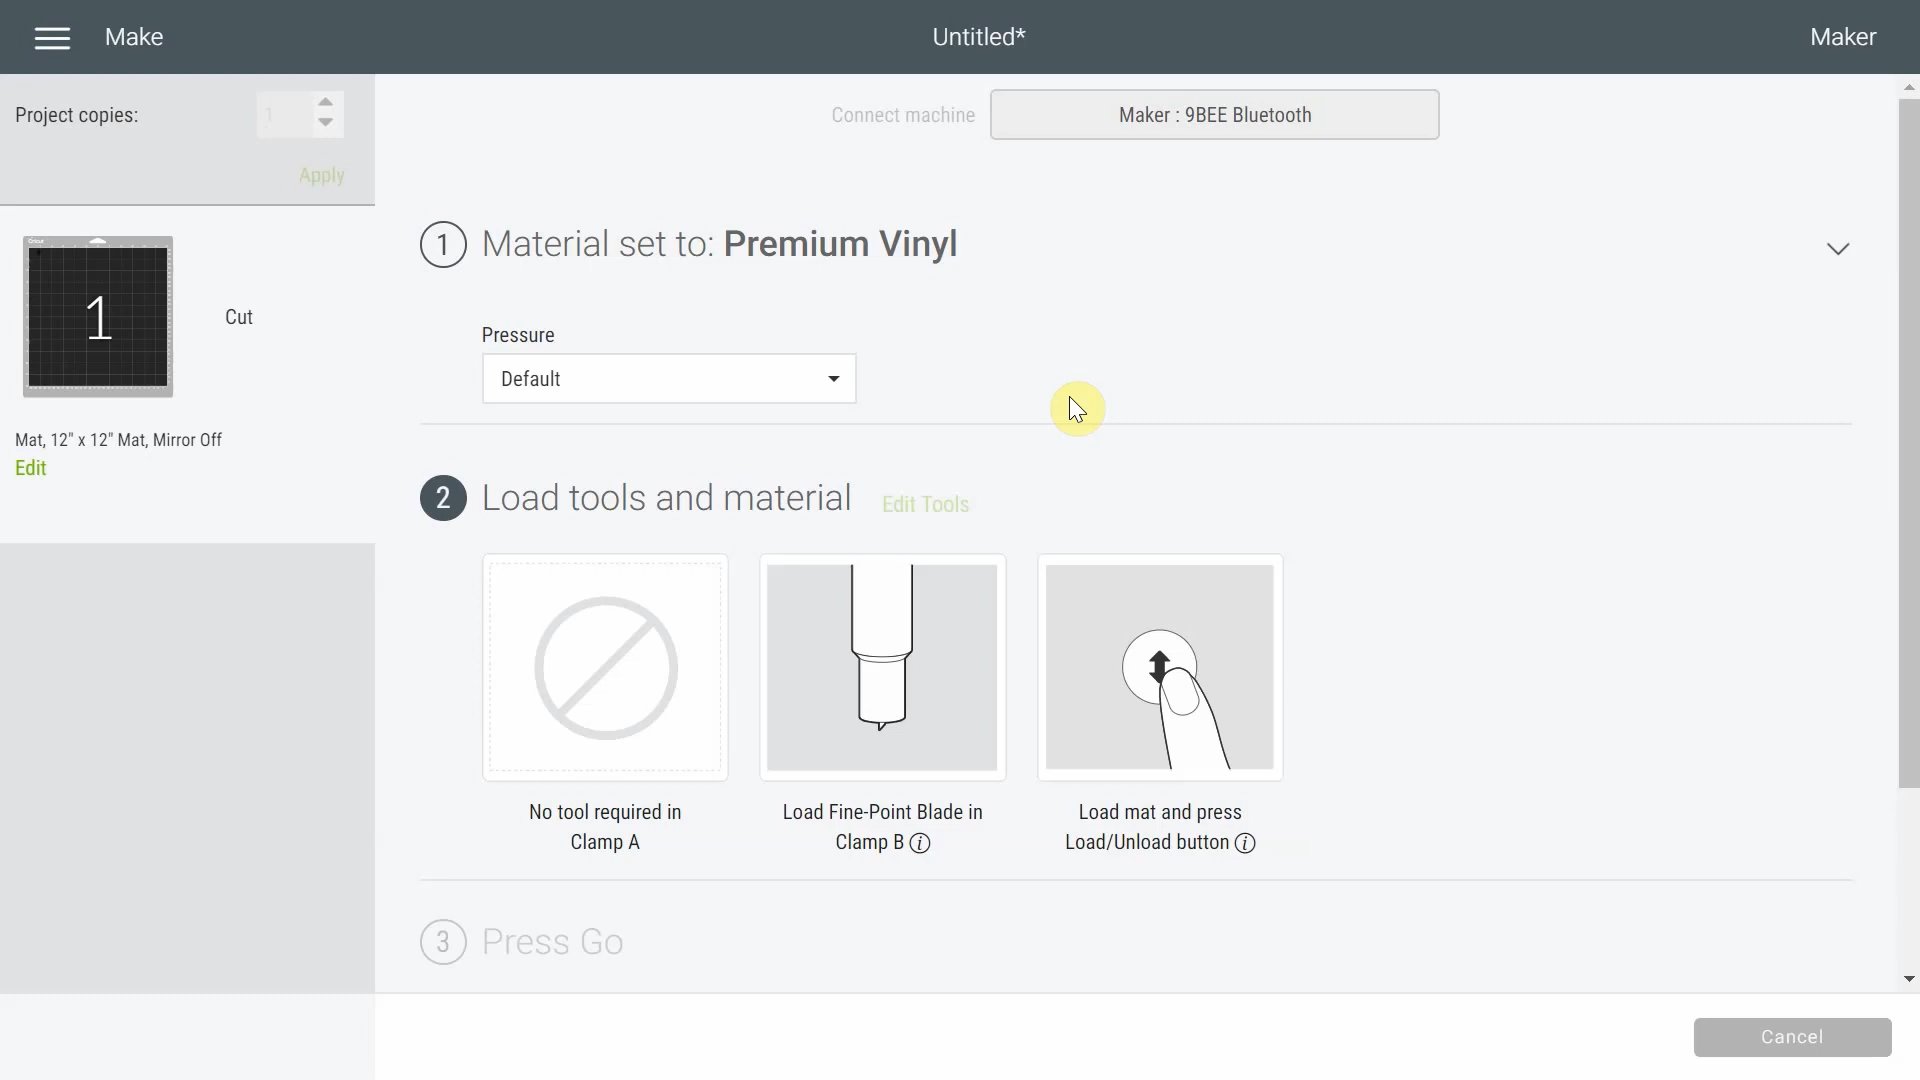 Make
Untitled*
Maker
Project copies:
1
Apply
Connect machine
Maker : 9BEE Bluetooth
1
Material set to: Premium Vinyl
Pressure
Default
Cricut
1
Cut
Mat, 12" x 12" Mat, Mirror Off
Edit
2
Load tools and material
Edit Tools
No tool required in
Clamp A
Load Fine-Point Blade in
Clamp B i
Load mat and press
Load/Unload button i
3
Press Go
Cancel